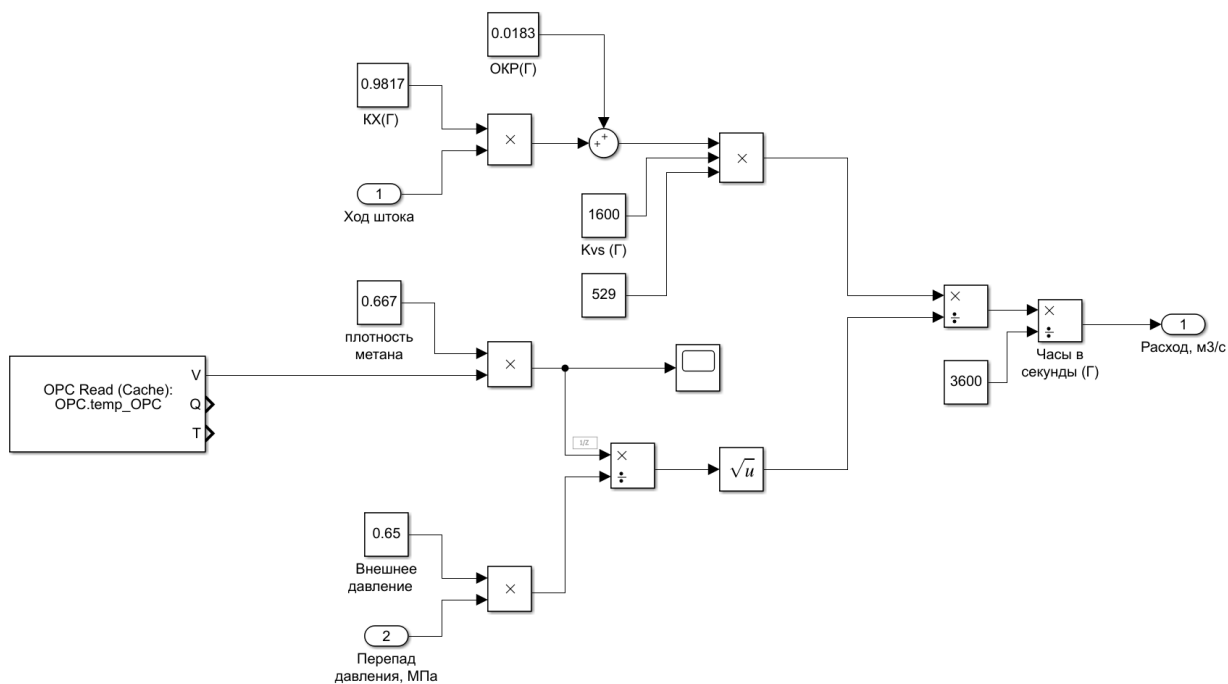 0.0183
ОКР(Г)
0.9817
КХ(Г)
×
+
+
×
1
Ход штока
1600
Kvs (Г)
529
0.667
плотность
метана
×
OPC Read (Cache):
OPC.temp_OPC
V
Q
T
1/Z
×
÷
√u
×
÷
×
÷
Часы в
секунды (Г)
3600
1
Расход, м3/с
0.65
Внешнее
давление
×
2
Перепад
давления, МПа